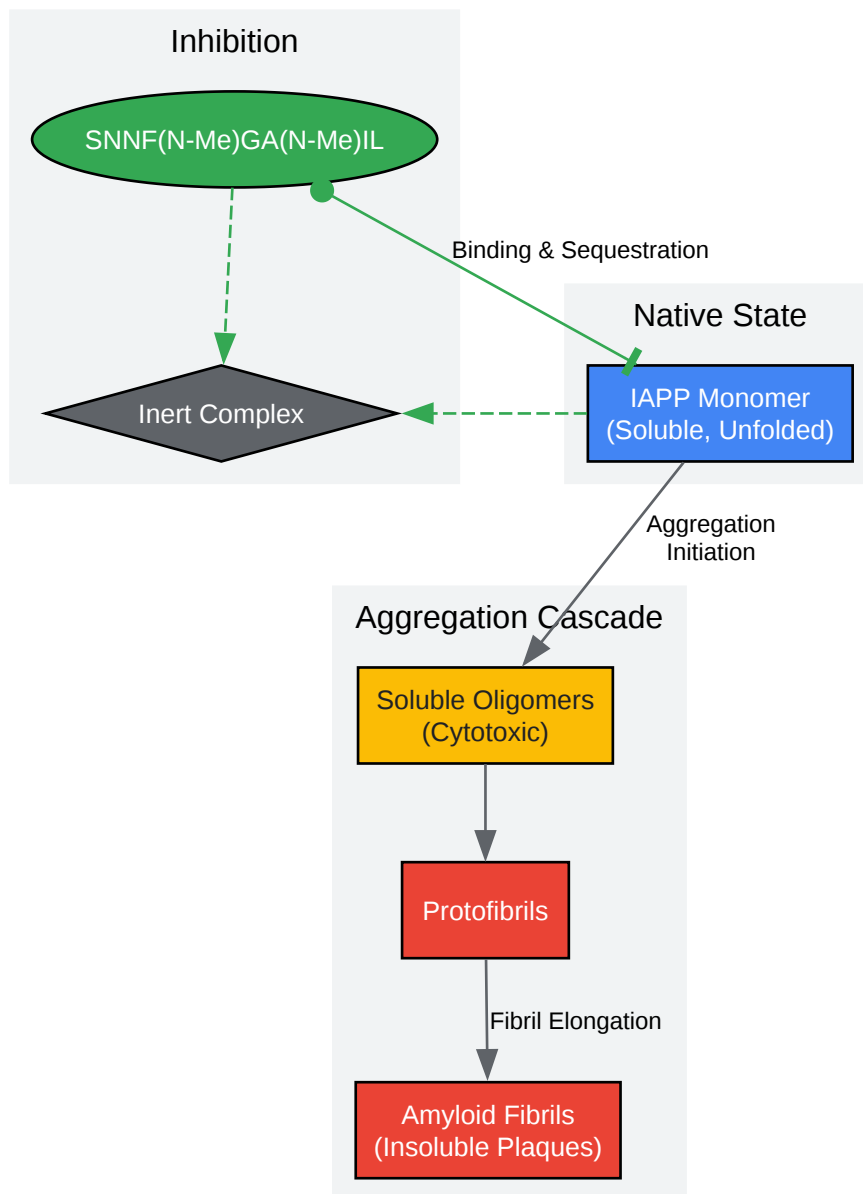 Inhibition
SNNF(N-Me)GA(N-Me)IL
Binding & Sequestration
Native State
Inert Complex
IAPP Monomer
(Soluble, Unfolded)
Aggregation
Initiation
Aggregation Cascade
Soluble Oligomers
(Cytotoxic)
Protofibrils
Fibril Elongation
Amyloid Fibrils
(Insoluble Plaques)